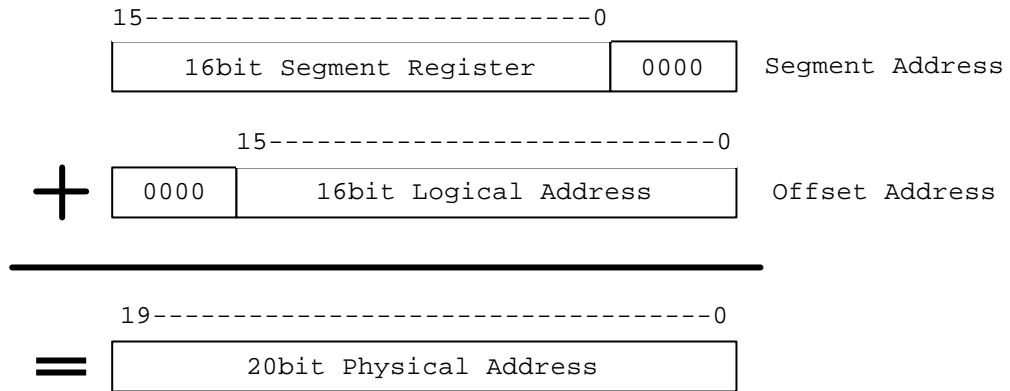 15----------------------------0
16bit Segment Register 0000 Segment Address
15----------------------------0
+ 0000 16bit Logical Address Offset Address
19-----------------------------------0
= 20bit Physical Address